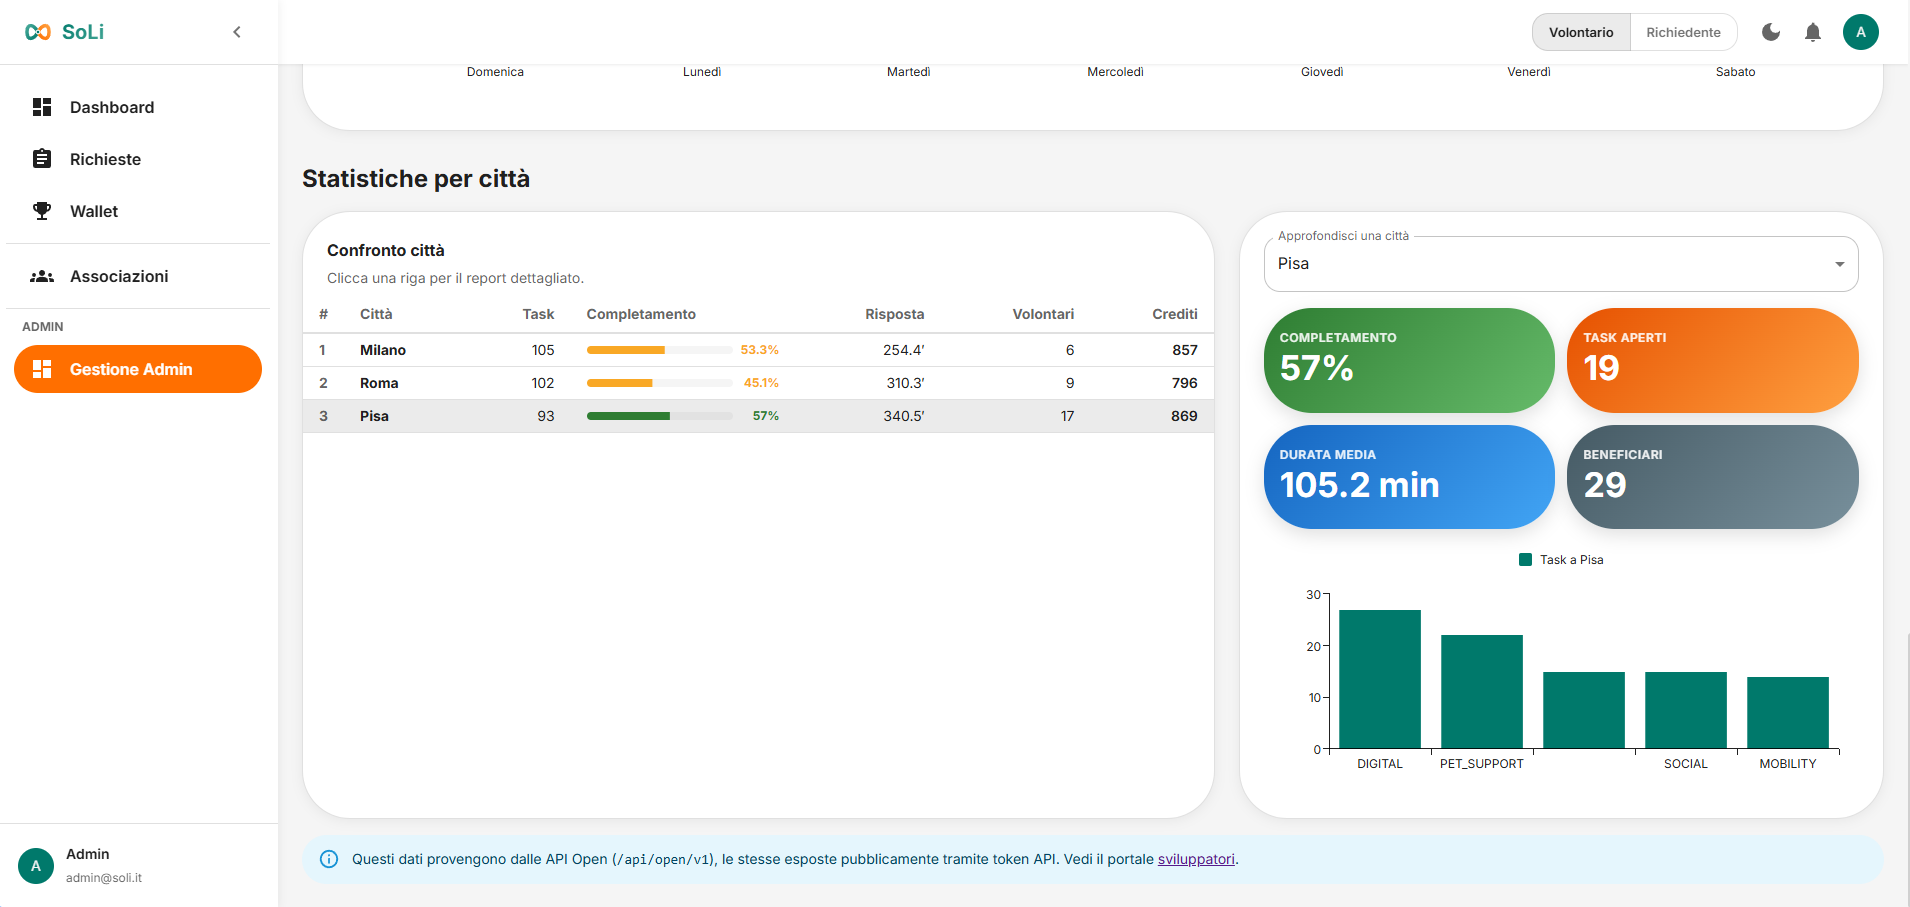 SoLi
Volontario
Richiedente
A
Dashboard
Richieste
Wallet
Associazioni
ADMIN
Gestione Admin
Domenica
Lunedì
Martedì
Mercoledì
Giovedì
Venerdì
Sabato
Statistiche per città
Confronto città
Clicca una riga per il report dettagliato.
# Città Task Completamento Risposta Volontari Crediti
1 Milano 105 53.3% 254.4′ 6 857
2 Roma 102 45.1% 310.3′ 9 796
3 Pisa 93 57% 340.5′ 17 869
Approfondisci una città
Pisa
COMPLETAMENTO
57%
TASK APERTI
19
DURATA MEDIA
105.2 min
BENEFICIARI
29
Task a Pisa
30
20
10
0
DIGITAL
PET_SUPPORT
SOCIAL
MOBILITY
Questi dati provengono dalle API Open (/api/open/v1), le stesse esposte pubblicamente tramite token API. Vedi il portale sviluppatori.
A
Admin
admin@soli.it